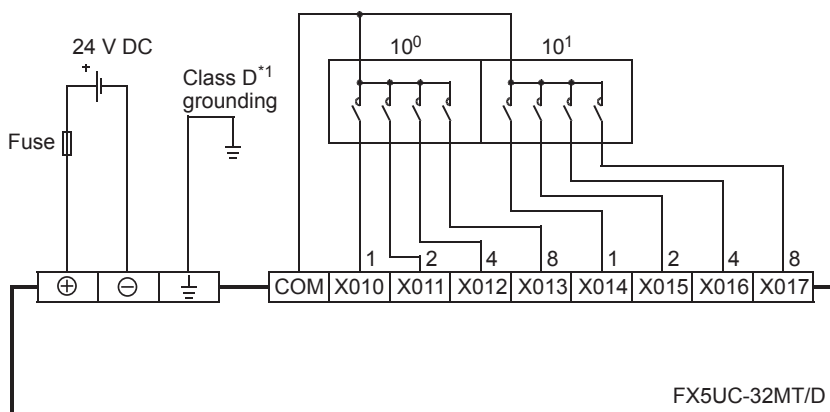 24 V DC
+
Class D*1
grounding
Fuse
10⁰ 10¹
1 2 4 8 1 2 4 8
COM X010 X011 X012 X013 X014 X015 X016 X017
FX5UC-32MT/D